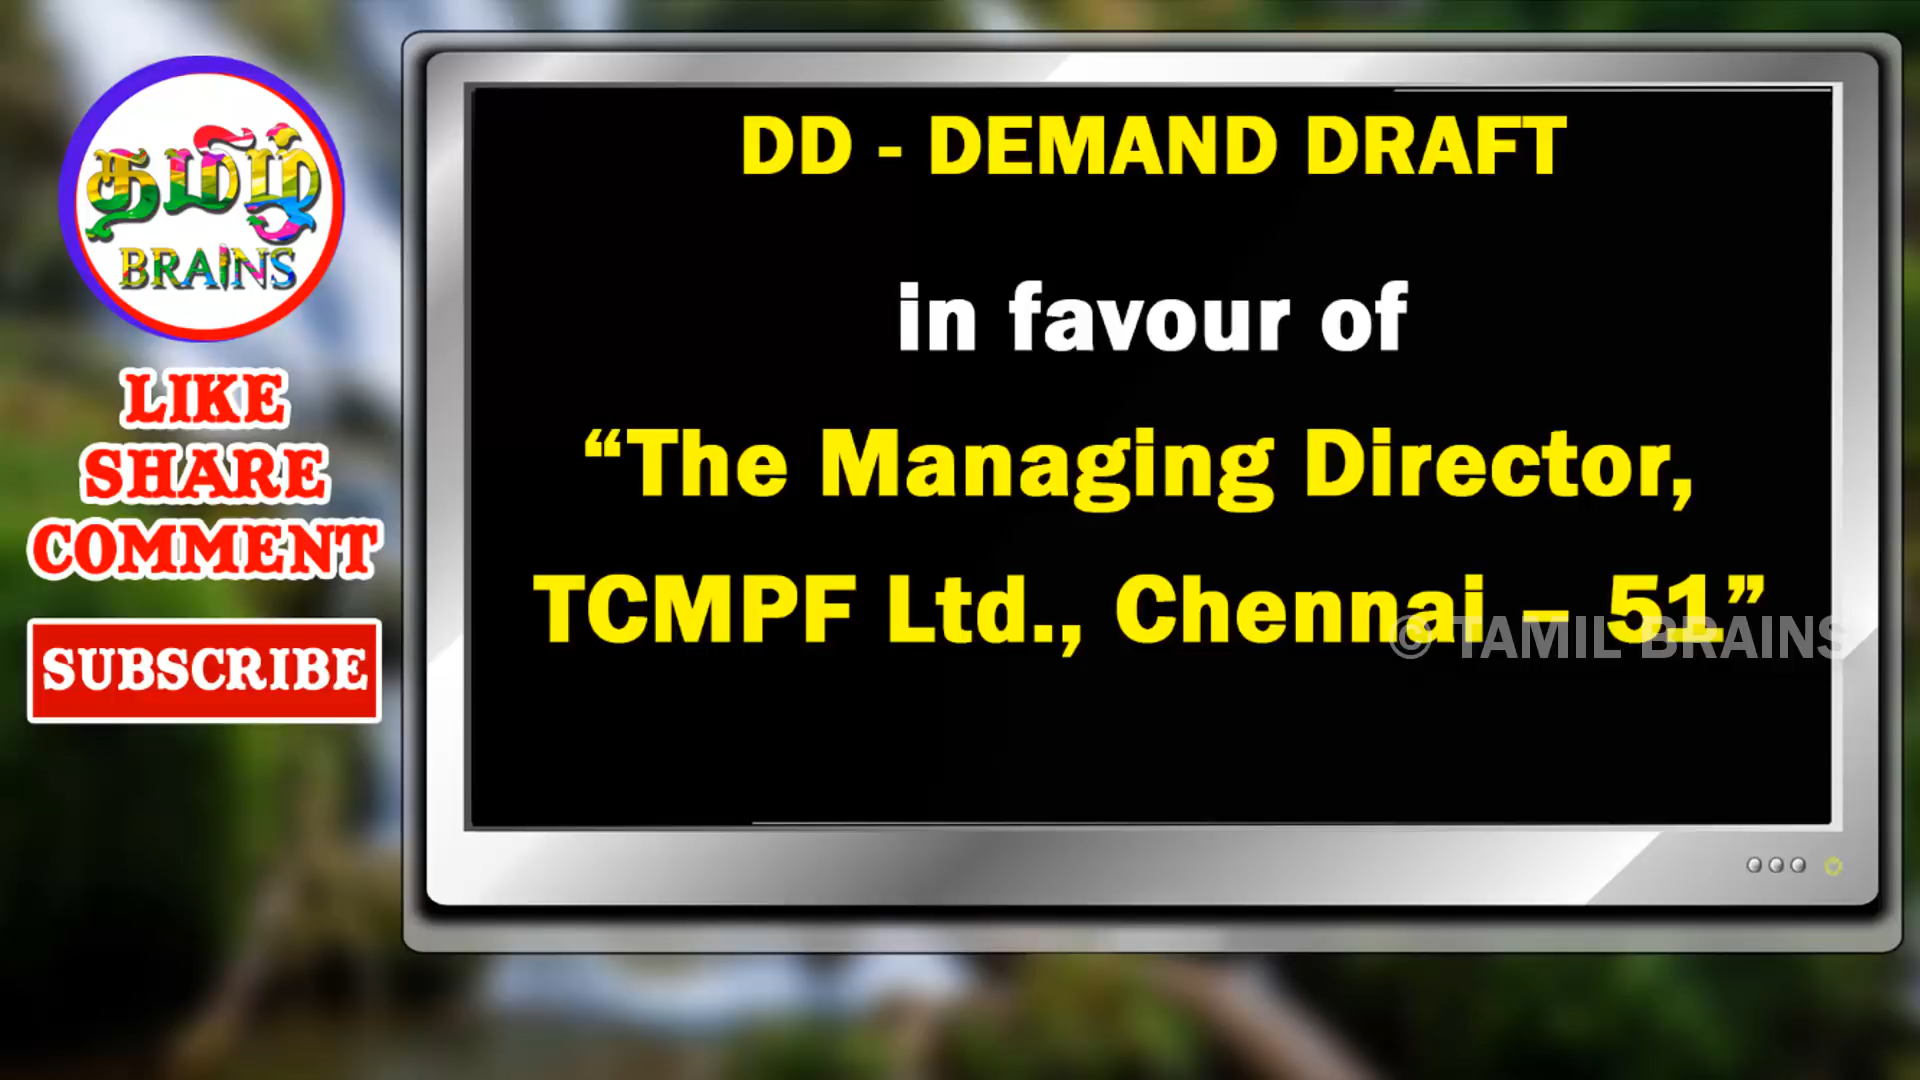 தமிழ்
BRAINS
LIKE
SHARE
COMMENT
SUBSCRIBE
DD - DEMAND DRAFT
in favour of
“The Managing Director,
TCMPF Ltd., Chennai – 51”
© TAMIL BRAINS